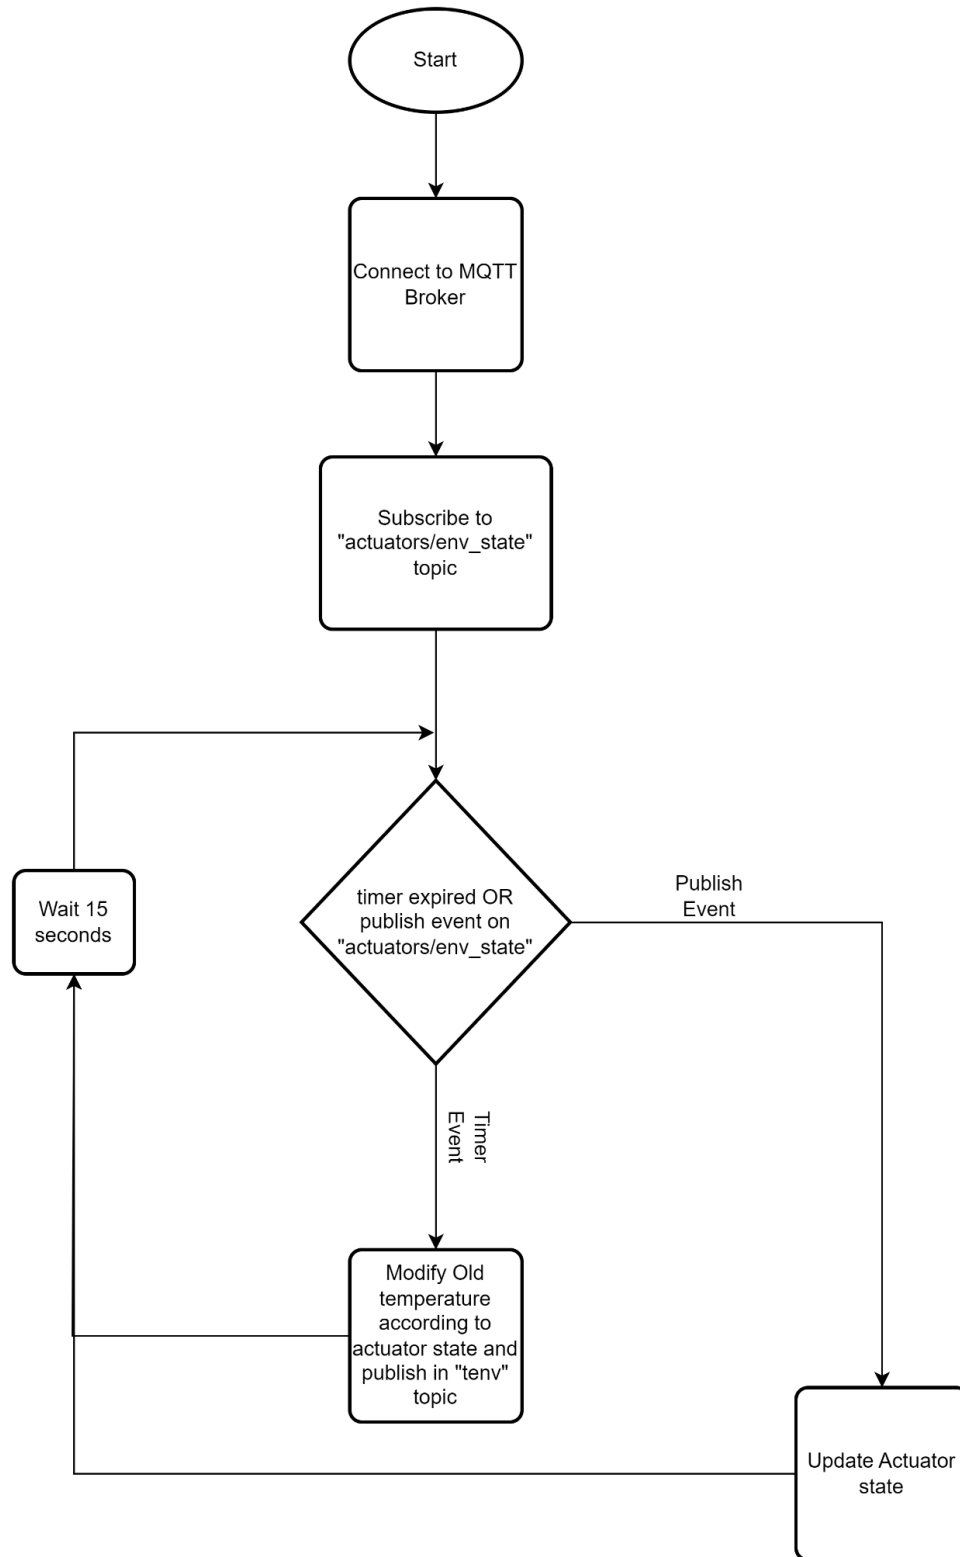 Start
Connect to MQTT
Broker
Subscribe to
"actuators/env_state"
topic
timer expired OR
publish event on
"actuators/env_state"
Publish
Event
Wait 15
seconds
Timer
Event
Modify Old
temperature
according to
actuator state and
publish in "tenv"
topic
Update Actuator
state